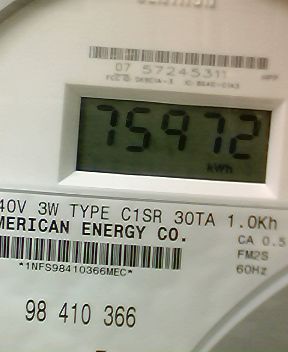 07 57245311
75972
kWh
40V 3W TYPE C1SR 30TA 1.0Kh
MERICAN ENERGY CO.
CA 0.5
FM2S
60Hz
*1NFS98410366MEC*
98 410 366